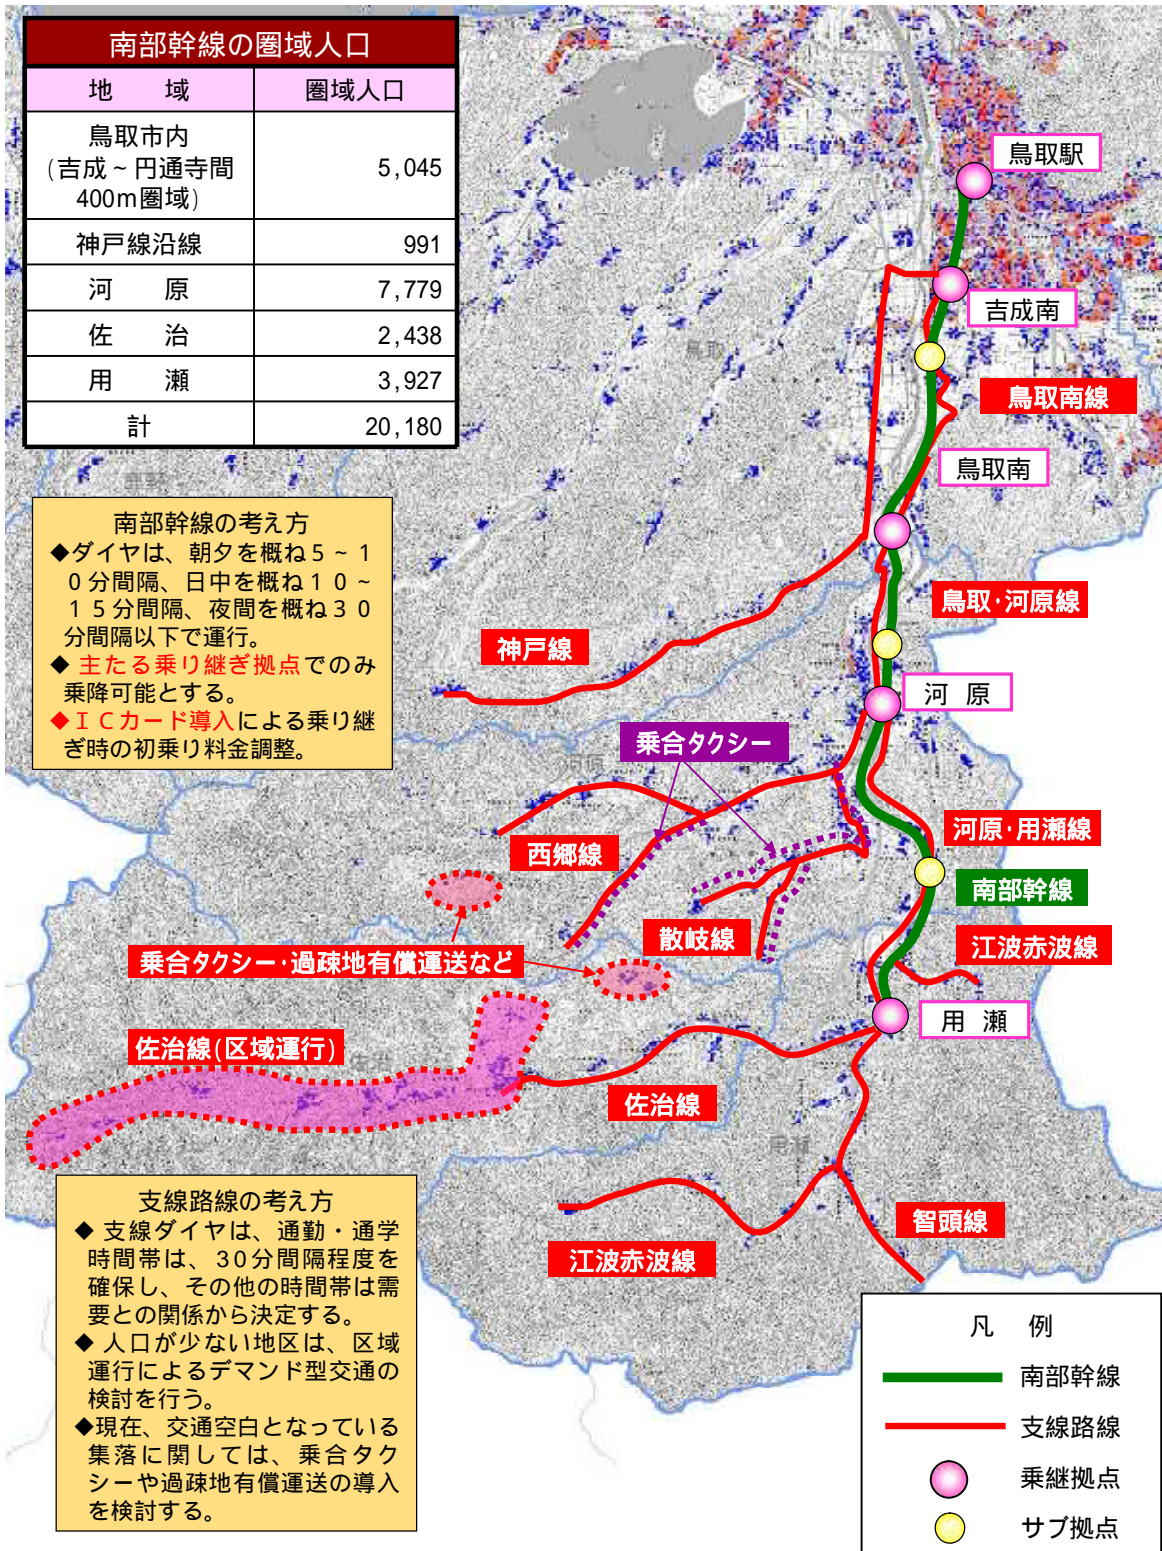 南部幹線の圏域人口
地　域　圏域人口
鳥取市内
(吉成～円通寺間
400m圏域)
5,045
神戸線沿線　991
河　原　7,779
佐　治　2,438
用　瀬　3,927
計　20,180
鳥取駅
吉成南
鳥取南線
鳥取南
鳥取
南部幹線の考え方
◆ダイヤは、朝夕を概ね５～１
０分間隔、日中を概ね１０～
１５分間隔、夜間を概ね３０
分間隔以下で運行。
◆ 主たる乗り継ぎ拠点でのみ
乗降可能とする。
◆ＩＣカード導入による乗り継
ぎ時の初乗り料金調整。
鳥取・河原線
神戸線
河　原
乗合タクシー
河原
河原・用瀬線
西郷線
南部幹線
散岐線
江波赤波線
乗合タクシー・過疎地有償運送など
用　瀬
佐治線(区域運行)
佐治線
支線路線の考え方
◆ 支線ダイヤは、通勤・通学
時間帯は、30分間隔程度を
確保し、その他の時間帯は需
要との関係から決定する。
◆ 人口が少ない地区は、区域
運行によるデマンド型交通の
検討を行う。
◆現在、交通空白となっている
集落に関しては、乗合タク
シーや過疎地有償運送の導入
を検討する。
智頭線
江波赤波線
凡　例
南部幹線
支線路線
乗継拠点
サブ拠点